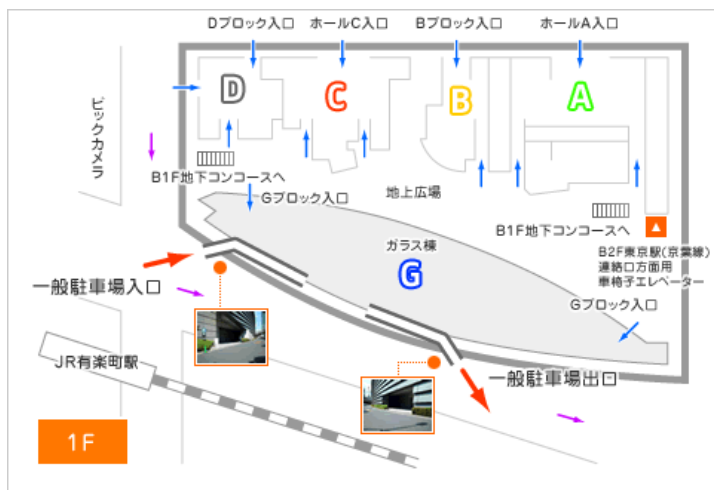 Dブロック入口
ホールC入口
Bブロック入口
ホールA入口
D
C
B
A
ビックカメラ
B1F地下コンコースへ
Gブロック入口
地上広場
B1F地下コンコースへ
B2F東京駅(京葉線)
連絡口方面用
車椅子エレベーター
ガラス棟
G
Gブロック入口
一般駐車場入口
JR有楽町駅
一般駐車場出口
1F